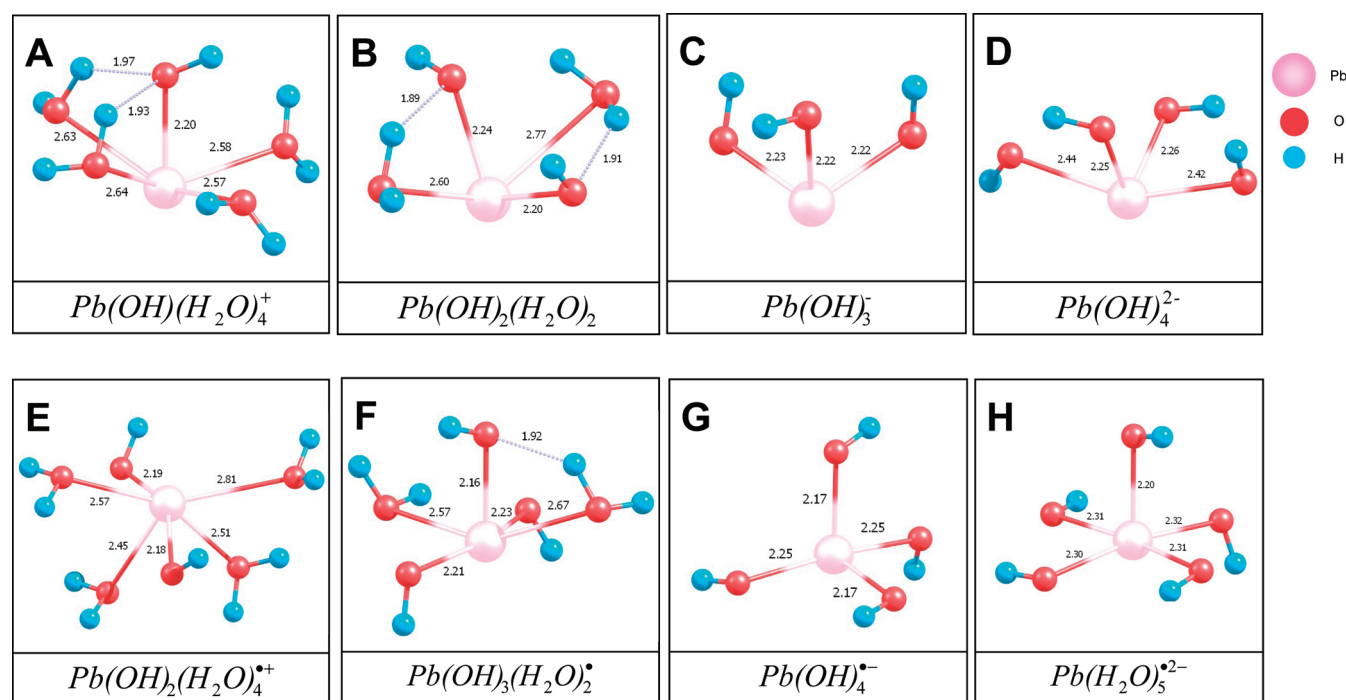 A
1.97
1.93
2.63
2.20
2.58
2.64
2.57
Pb(OH)(H₂O)₄⁺
B
1.89
2.24
2.77
1.91
2.60
2.20
Pb(OH)₂(H₂O)₂
C
2.23
2.22
2.22
Pb(OH)₃⁻
D
2.44
2.25
2.26
2.42
Pb(OH)₄²⁻
Pb
O
H
E
2.19
2.81
2.57
2.51
2.45
2.18
Pb(OH)₂(H₂O)₄•⁺
F
1.92
2.16
2.57
2.23
2.67
2.21
Pb(OH)₃(H₂O)₂•
G
2.17
2.25
2.25
2.17
Pb(OH)₄•⁻
H
2.20
2.31
2.32
2.30
2.31
Pb(H₂O)₅•²⁻